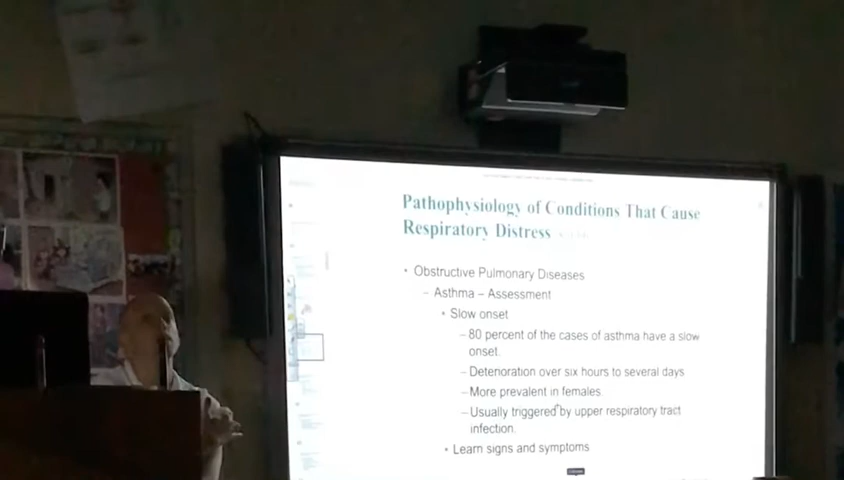 Pathophysiology of Conditions That Cause
Respiratory Distress
• Obstructive Pulmonary Diseases
– Asthma – Assessment
• Slow onset
– 80 percent of the cases of asthma have a slow
onset.
– Deterioration over six hours to several days
– More prevalent in females.
– Usually triggered by upper respiratory tract
infection.
• Learn signs and symptoms